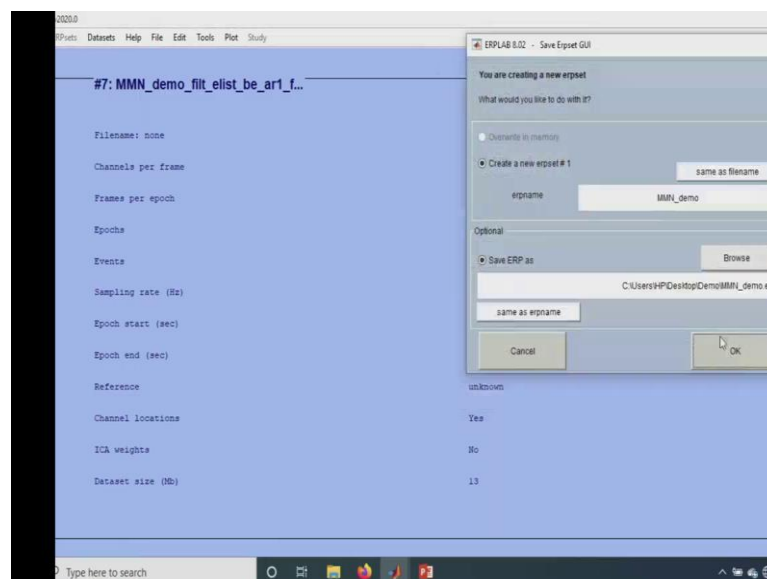 2020.0
RPsets Datasets Help File Edit Tools Plot Study
#7: MMN_demo_filt_elist_be_ar1_f...
Filename: none
Channels per frame
Frames per epoch
Epochs
Events
Sampling rate (Hz)
Epoch start (sec)
Epoch end (sec)
Reference unknown
Channel locations Yes
ICA weights No
Dataset size (Mb) 13
ERPLAB 8.02 - Save Erpset GUI
You are creating a new erpset
What would you like to do with it?
Overwrite in memory
Create a new erpset # 1
same as filename
erpname MMN_demo
Optional
Save ERP as Browse
C:\Users\HP\Desktop\Demo\MMN_demo.e
same as erpname
Cancel OK
Type here to search